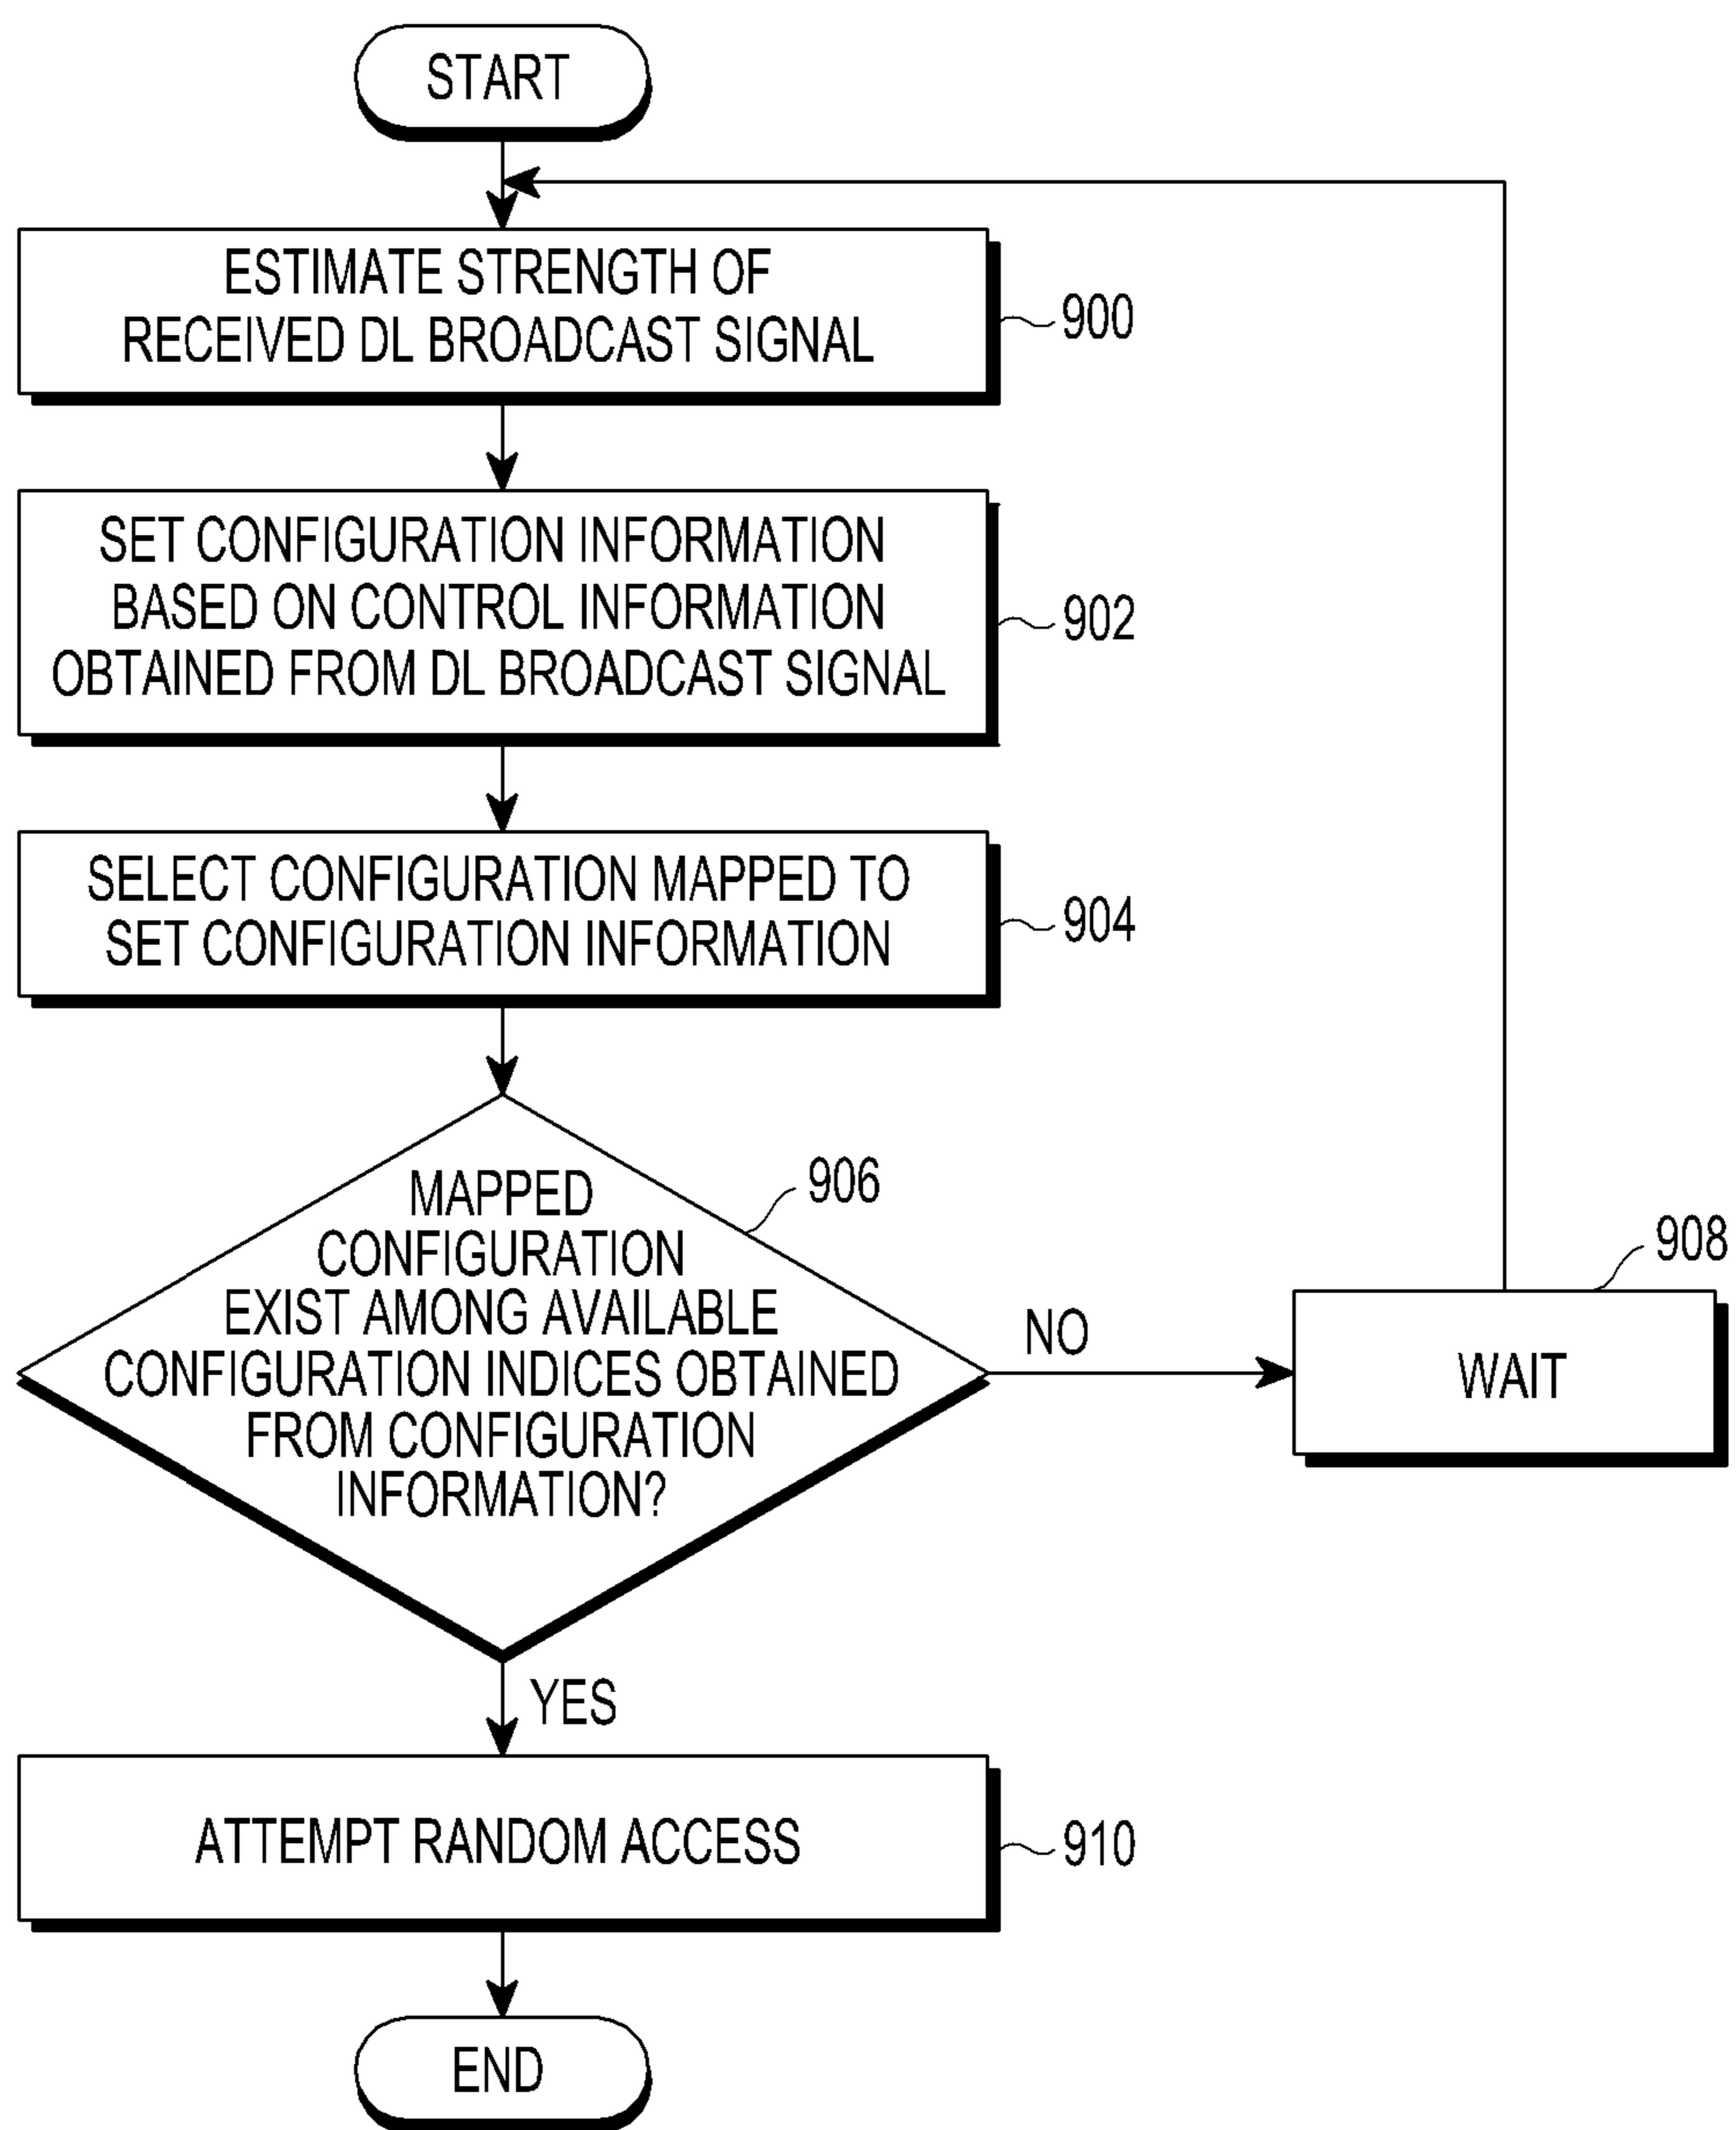 START
ESTIMATE STRENGTH OF
RECEIVED DL BROADCAST SIGNAL
900
SET CONFIGURATION INFORMATION
BASED ON CONTROL INFORMATION
OBTAINED FROM DL BROADCAST SIGNAL
902
SELECT CONFIGURATION MAPPED TO
SET CONFIGURATION INFORMATION
904
MAPPED
CONFIGURATION
EXIST AMONG AVAILABLE
CONFIGURATION INDICES OBTAINED
FROM CONFIGURATION
INFORMATION?
906
NO
WAIT
908
YES
ATTEMPT RANDOM ACCESS
910
END